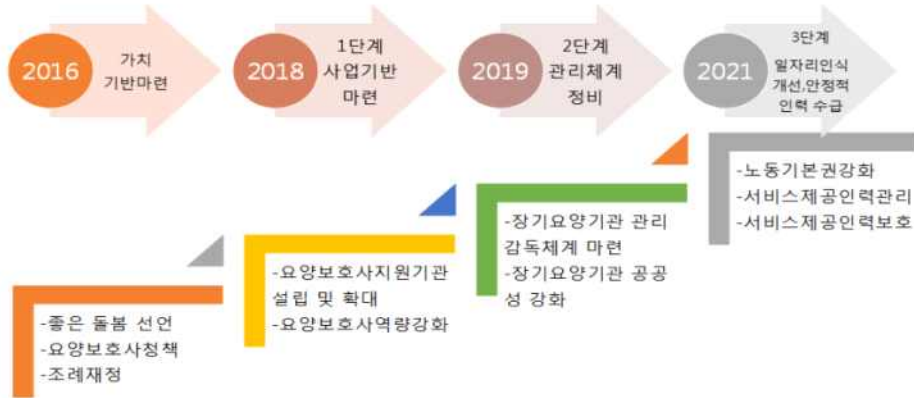 2016
가치
기반마련
2018
1단계
사업기반
마련
2019
2단계
관리체계
정비
2021
3단계
일자리인식
개선,안정적
인력 수급
-좋은 돌봄 선언
-요양보호사정책
-조례재정
-요양보호사지원기관
설립 및 확대
-요양보호사역량강화
-장기요양기관 관리
감독체계 마련
-장기요양기관 공공
성 강화
-노동기본권강화
-서비스제공인력관리
-서비스제공인력보호